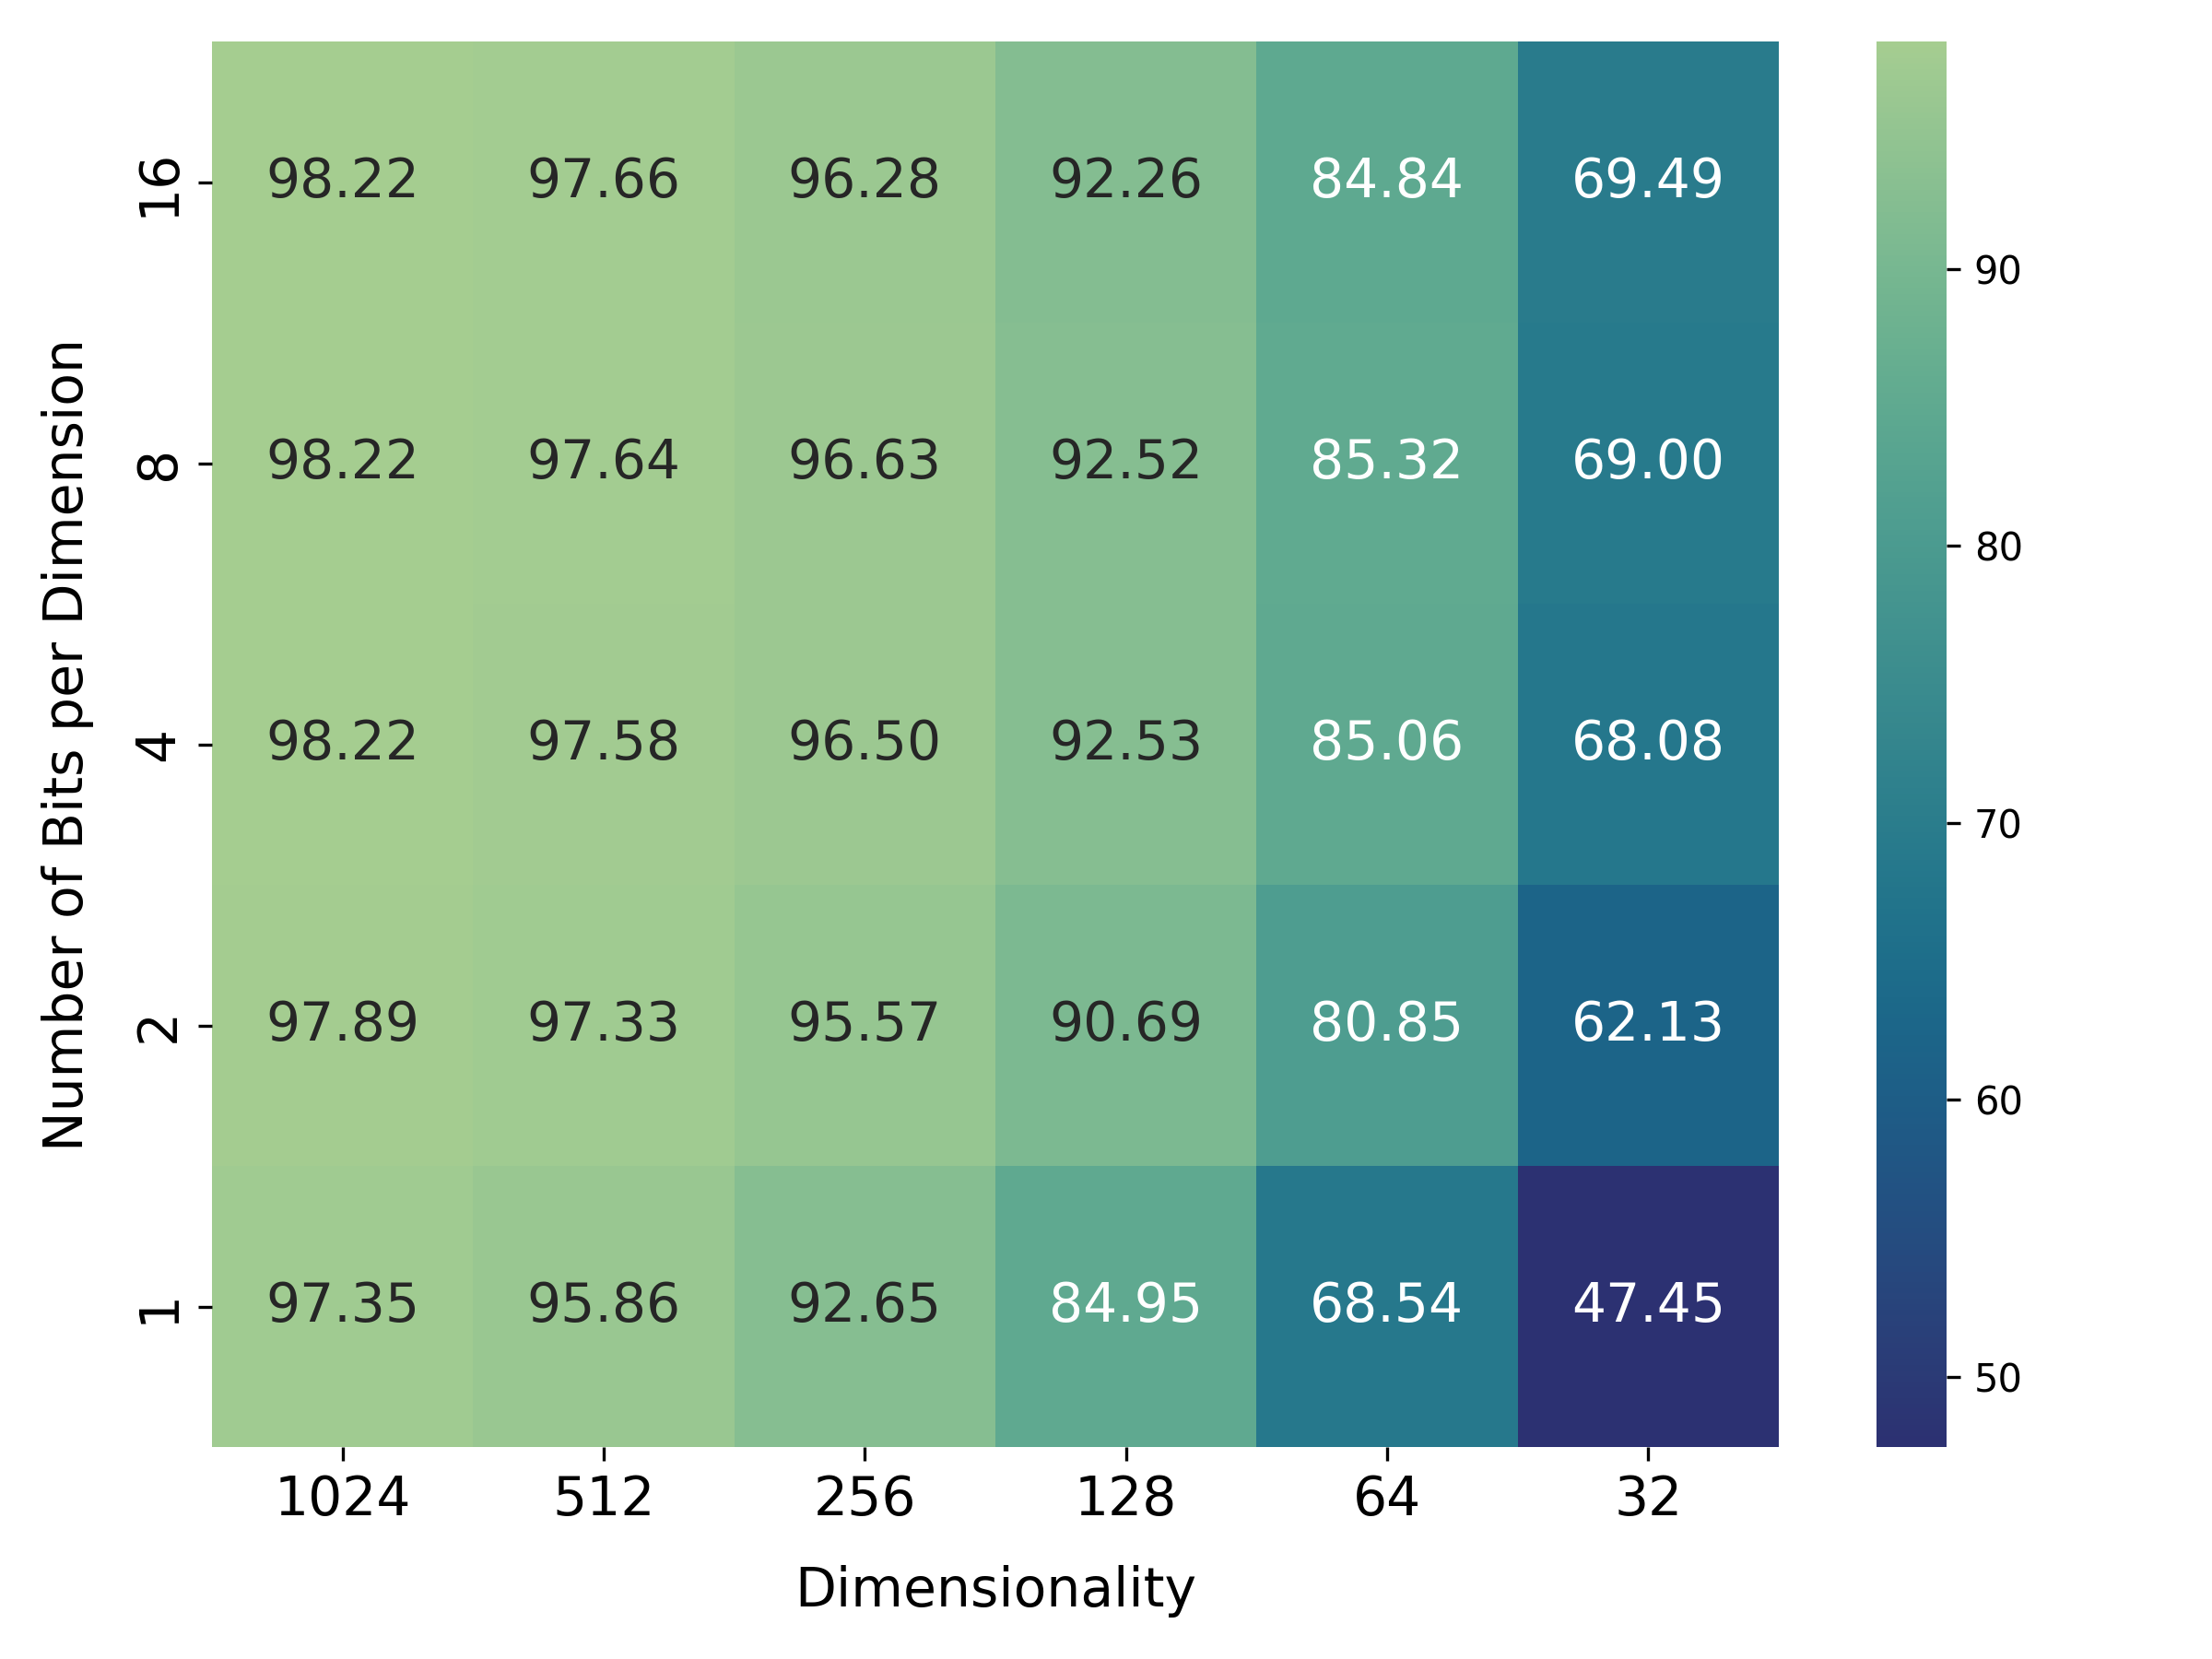 Number of Bits per Dimension
16 98.22 97.66 96.28 92.26 84.84 69.49
8 98.22 97.64 96.63 92.52 85.32 69.00
4 98.22 97.58 96.50 92.53 85.06 68.08
2 97.89 97.33 95.57 90.69 80.85 62.13
1 97.35 95.86 92.65 84.95 68.54 47.45
1024 512 256 128 64 32
Dimensionality
90
80
70
60
50